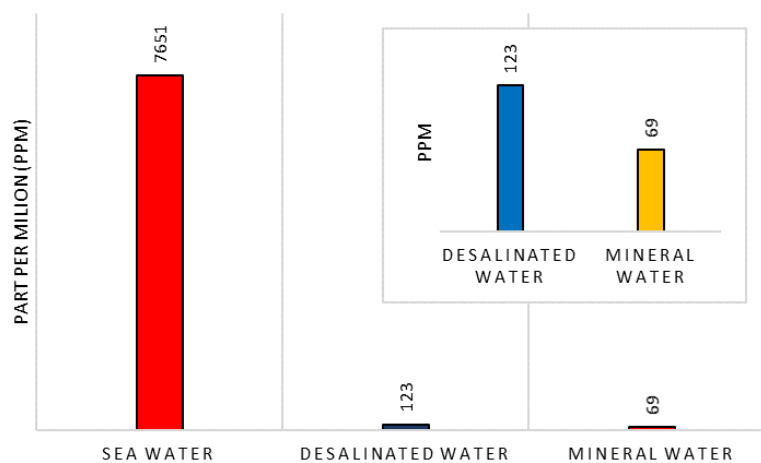 PART PER MILION (PPM)
7651
123
69
SEA WATER
DESALINATED WATER
MINERAL WATER
PPM
123
69
DESALINATED
WATER
MINERAL
WATER